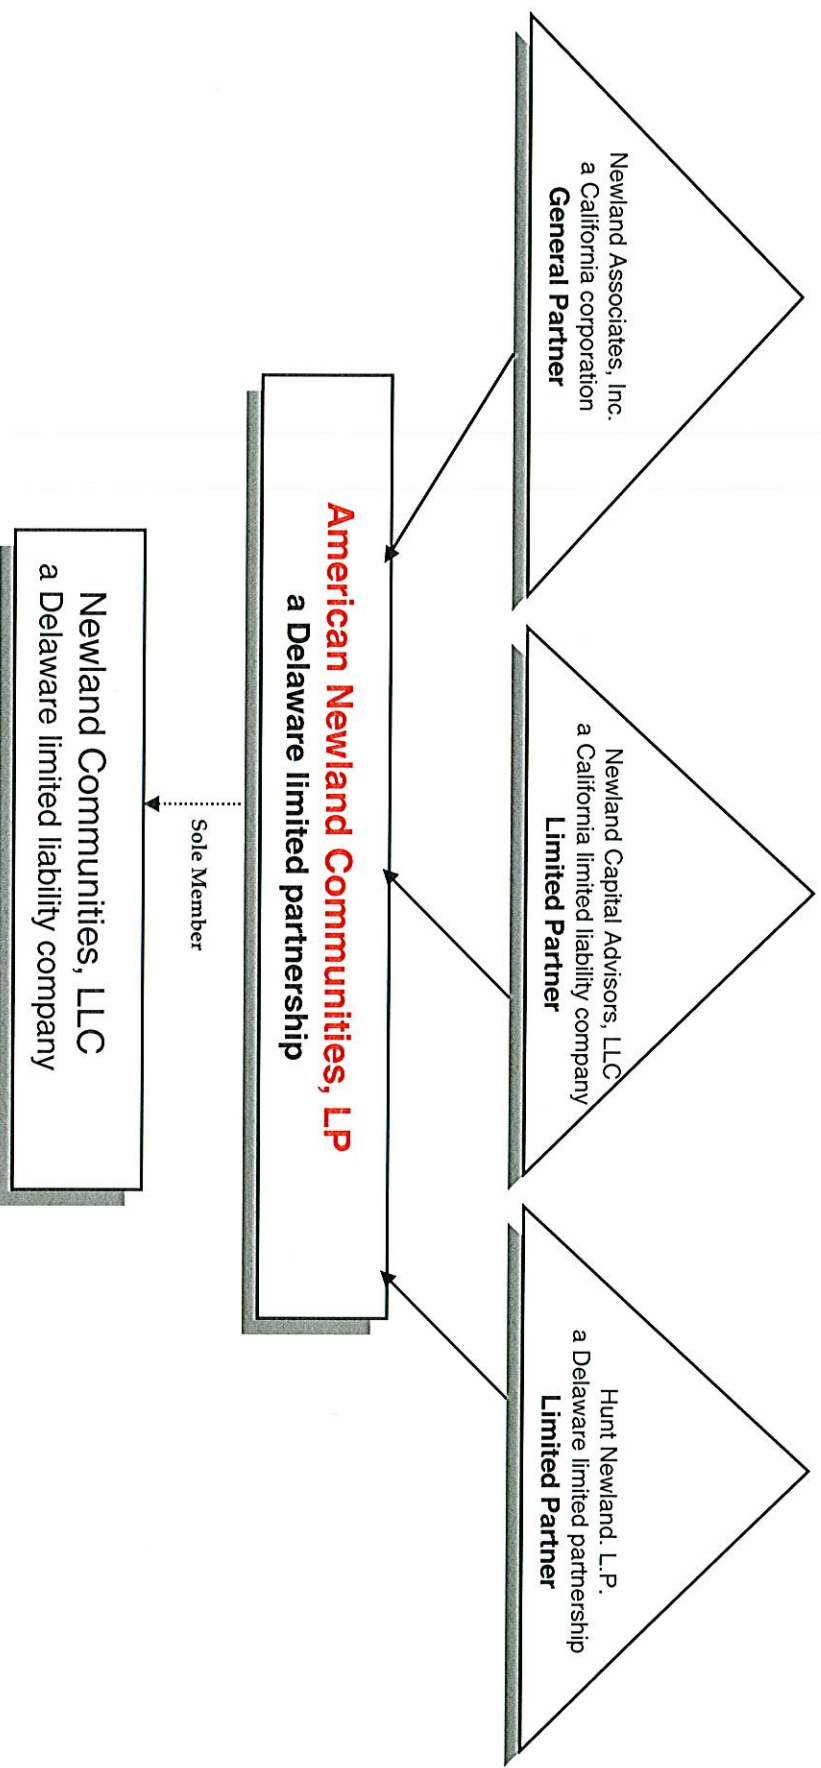 Newland Associates, Inc.
a California corporation
General Partner
Newland Capital Advisors, LLC
a California limited liability company
Limited Partner
Hunt Newland. L.P.
a Delaware limited partnership
Limited Partner
American Newland Communities, LP
a Delaware limited partnership
Sole Member
Newland Communities, LLC
a Delaware limited liability company